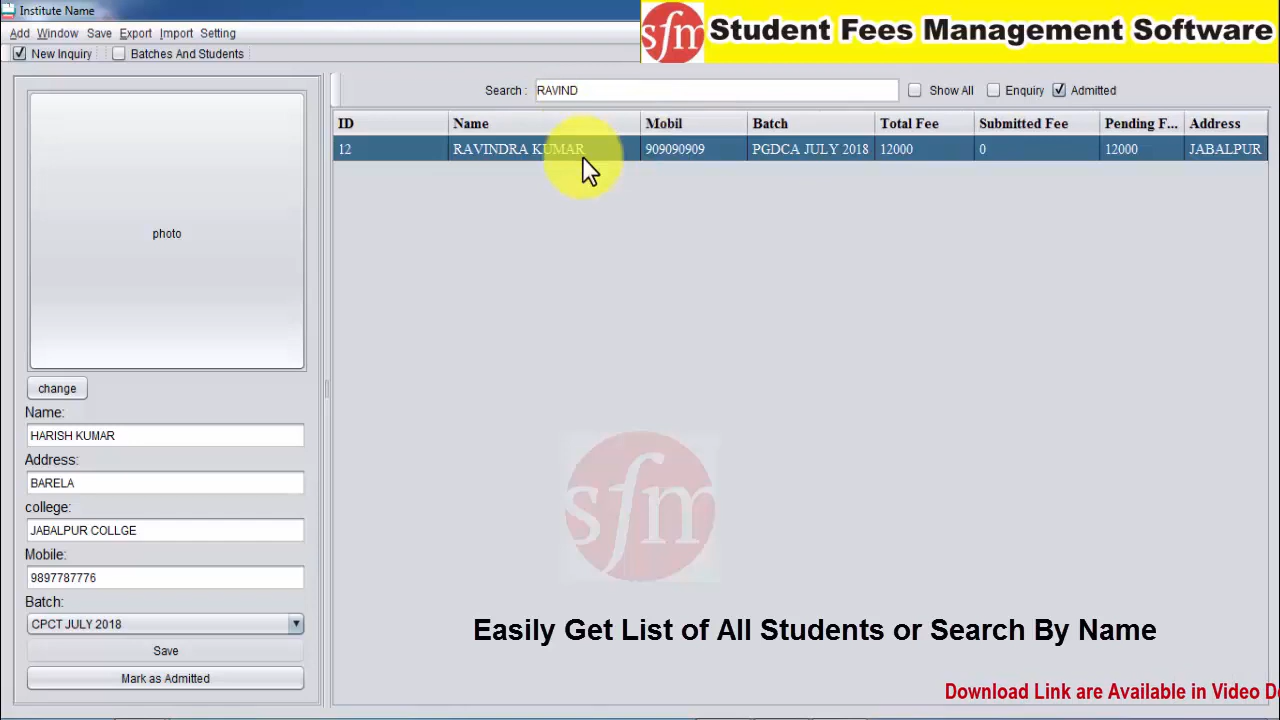 Institute Name
sfm Student Fees Management Software
Add Window Save Export Import Setting
New Inquiry Batches And Students
Search : RAVIND Show All Enquiry Admitted
ID Name Mobil Batch Total Fee Submitted Fee Pending F... Address
12 RAVINDRA KUMAR 909090909 PGDCA JULY 2018 12000 0 12000 JABALPUR
photo
change
Name:
HARISH KUMAR
Address:
BARELA
college:
JABALPUR COLLGE
Mobile:
9897787776
Batch:
CPCT JULY 2018
Save
Mark as Admitted
sfm
Easily Get List of All Students or Search By Name
Download Link are Available in Video D